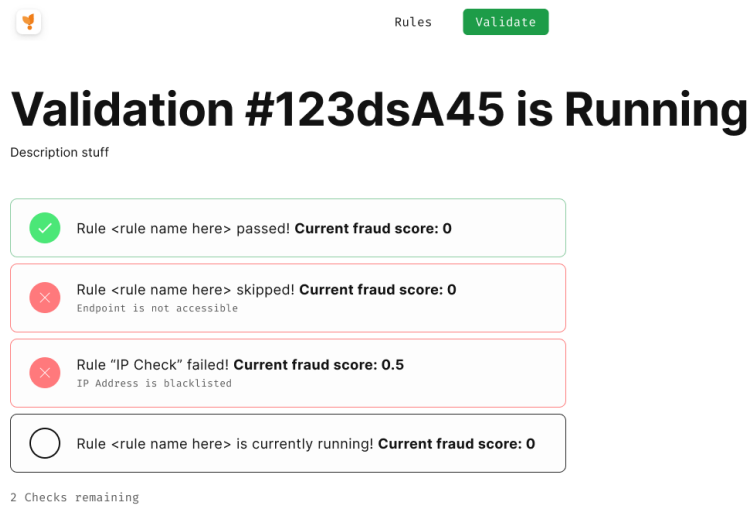 Rules
Validate
Validation #123dsA45 is Running
Description stuff
Rule <rule name here> passed! Current fraud score: 0
Rule <rule name here> skipped! Current fraud score: 0
Endpoint is not accessible
Rule “IP Check” failed! Current fraud score: 0.5
IP Address is blacklisted
Rule <rule name here> is currently running! Current fraud score: 0
2 Checks remaining